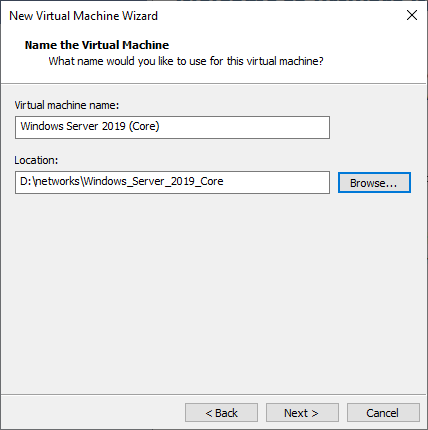 New Virtual Machine Wizard
Name the Virtual Machine
What name would you like to use for this virtual machine?
Virtual machine name:
Windows Server 2019 (Core)
Location:
D:\networks\Windows_Server_2019_Core
Browse...
< Back
Next >
Cancel